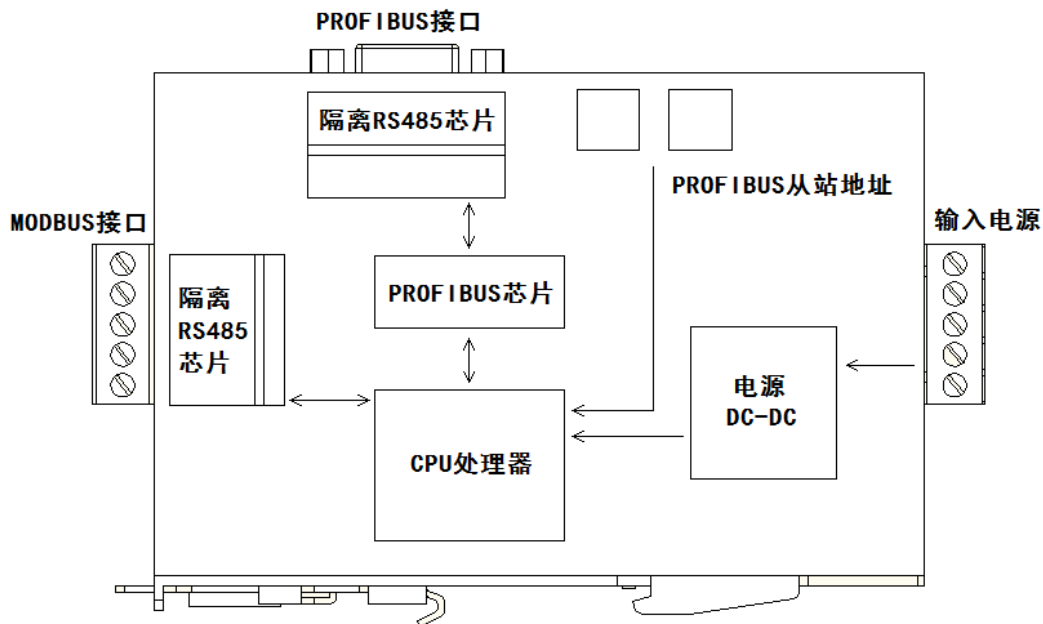 PROFIBUS接口
隔离RS485芯片
PROFIBUS从站地址
MODBUS接口
输入电源
隔离
RS485
芯片
PROFIBUS芯片
电源
DC-DC
CPU处理器